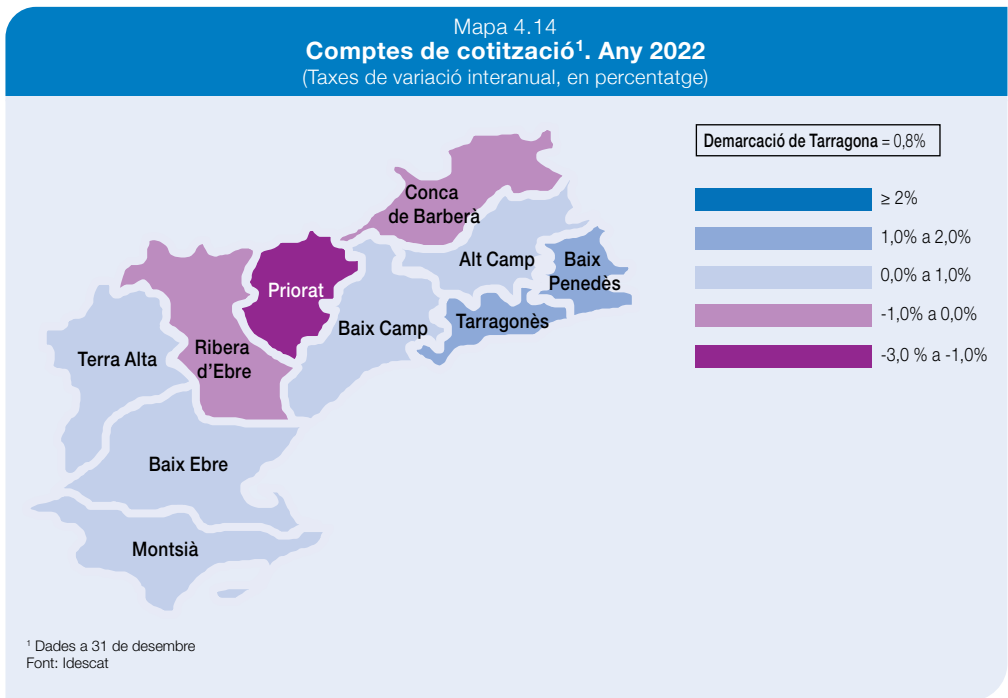 Mapa 4.14
Comptes de cotització¹. Any 2022
(Taxes de variació interanual, en percentatge)
Demarcació de Tarragona = 0,8%
≥ 2%
1,0% a 2,0%
0,0% a 1,0%
-1,0% a 0,0%
-3,0 % a -1,0%
Conca
de Barberà
Alt Camp
Baix
Penedès
Priorat
Baix Camp
Tarragonès
Terra Alta
Ribera
d'Ebre
Baix Ebre
Montsià
¹ Dades a 31 de desembre
Font: Idescat